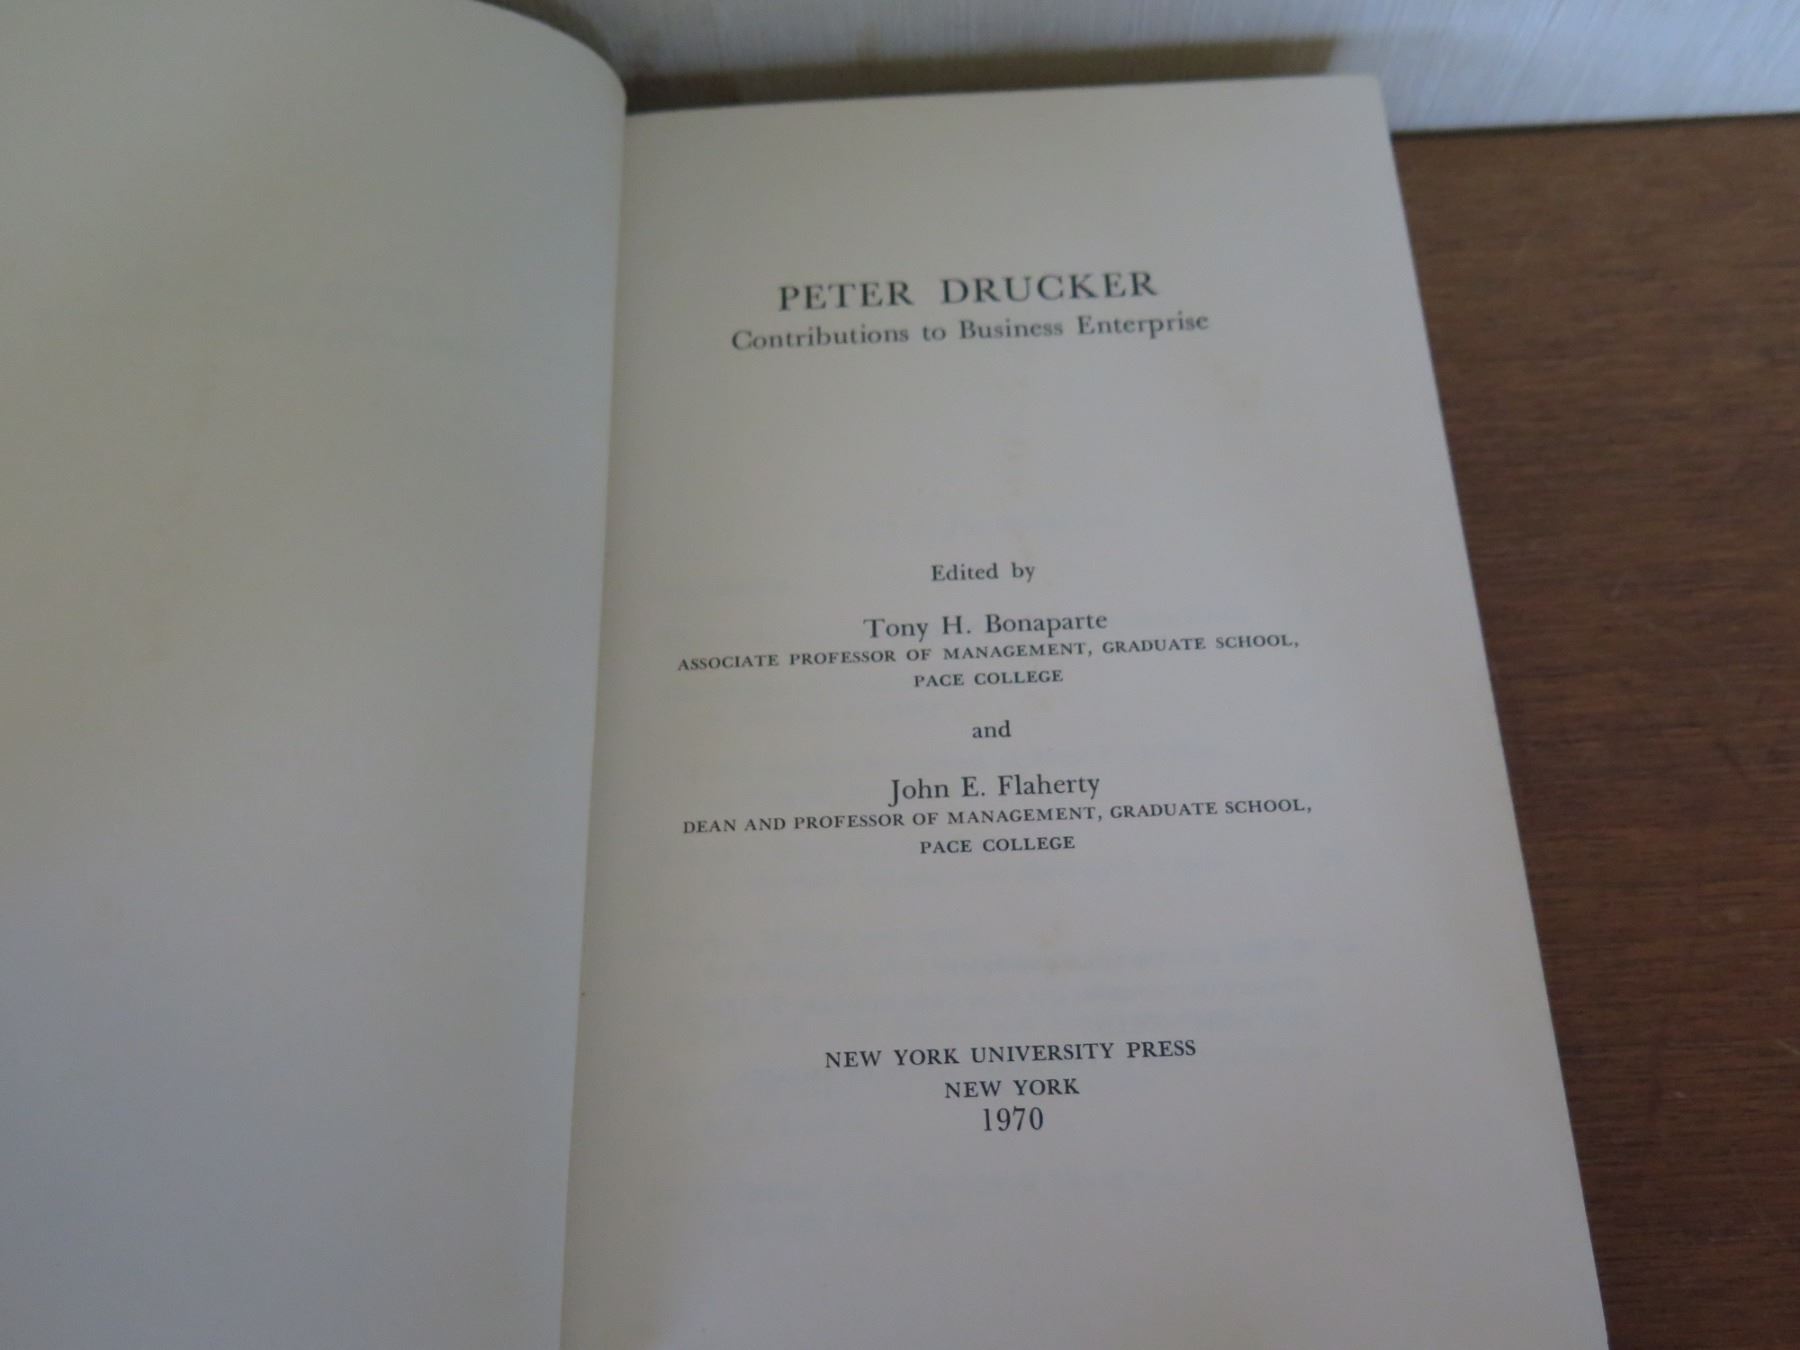 PETER DRUCKER
Contributions to Business Enterprise
Edited by
Tony H. Bonaparte
ASSOCIATE PROFESSOR OF MANAGEMENT, GRADUATE SCHOOL,
PACE COLLEGE
and
John E. Flaherty
DEAN AND PROFESSOR OF MANAGEMENT, GRADUATE SCHOOL,
PACE COLLEGE
NEW YORK UNIVERSITY PRESS
NEW YORK
1970